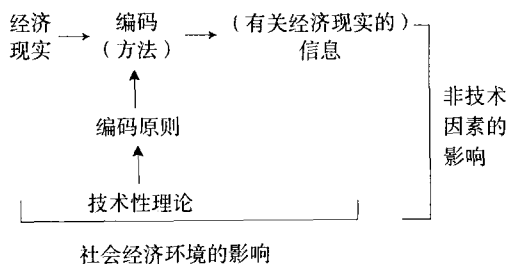 经济 编码 （有关经济现实的）
现实 （方法） 信息
编码原则
技术性理论
非技术
因素的
影响
社会经济环境的影响